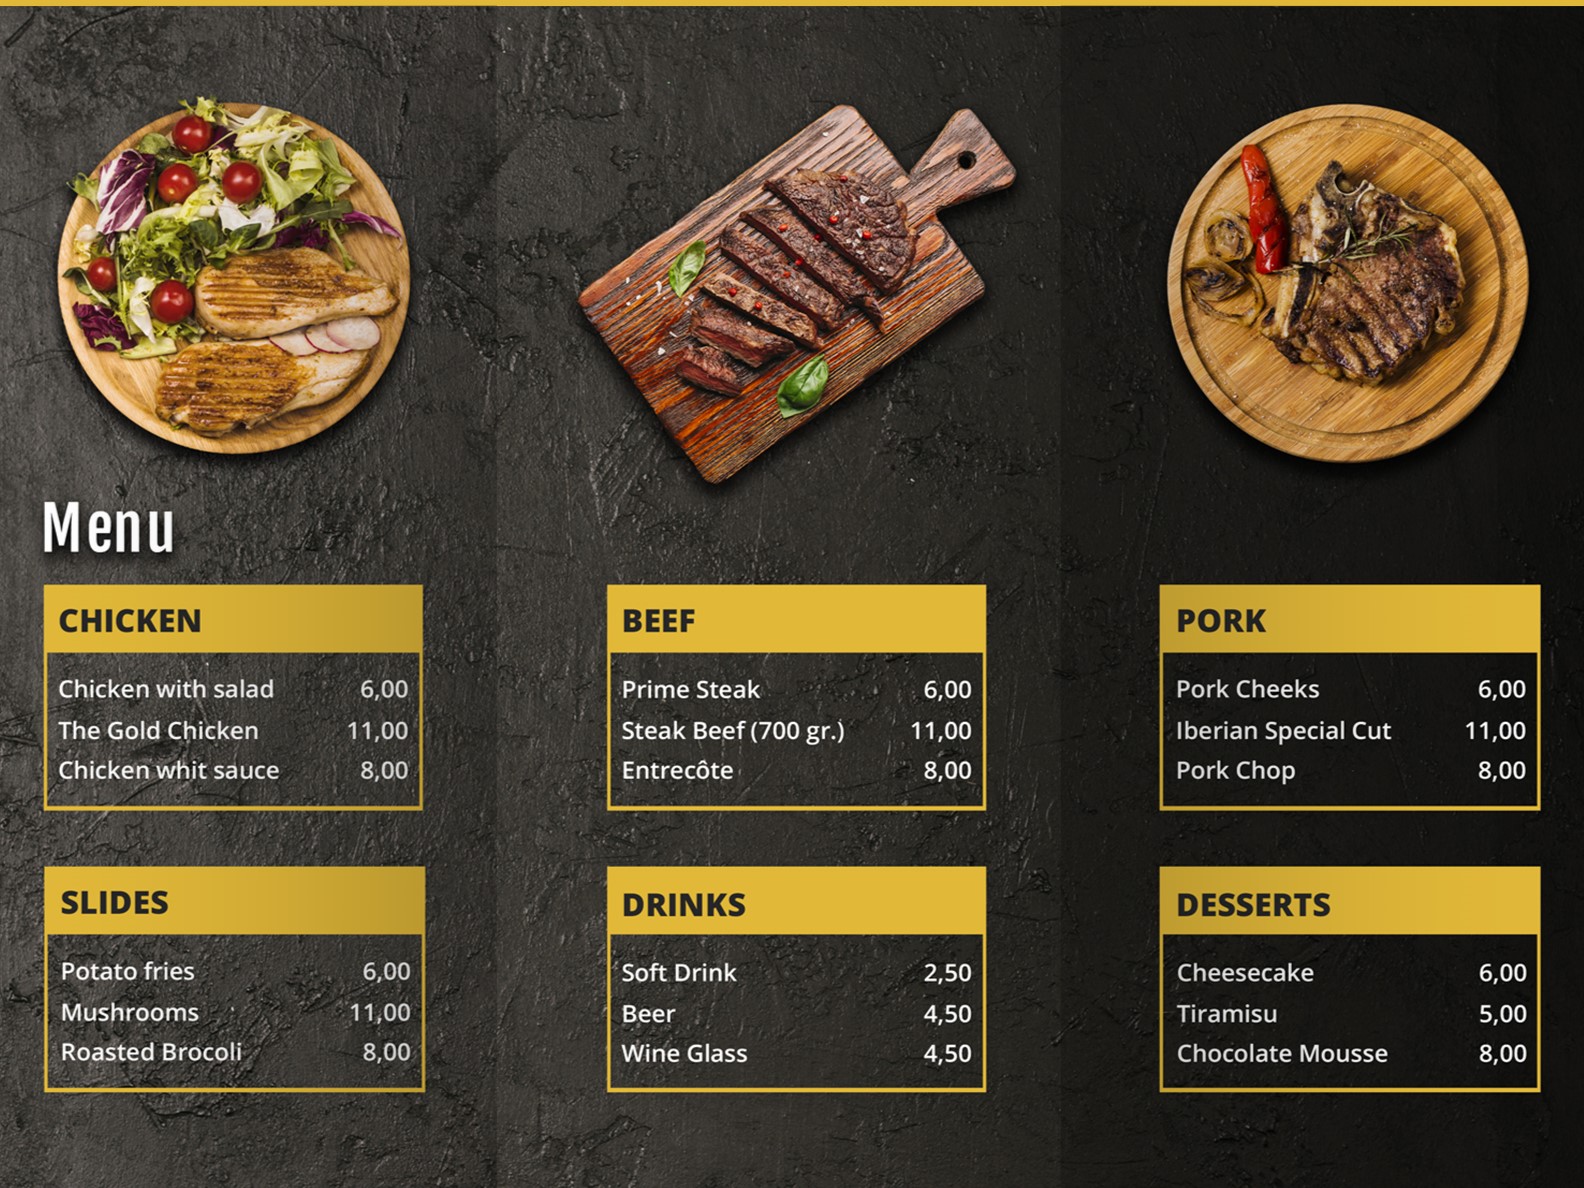 Menu
CHICKEN
Chicken with salad 6,00
The Gold Chicken 11,00
Chicken whit sauce 8,00
BEEF
Prime Steak 6,00
Steak Beef (700 gr.) 11,00
Entrecôte 8,00
PORK
Pork Cheeks 6,00
Iberian Special Cut 11,00
Pork Chop 8,00
SLIDES
Potato fries 6,00
Mushrooms 11,00
Roasted Brocoli 8,00
DRINKS
Soft Drink 2,50
Beer 4,50
Wine Glass 4,50
DESSERTS
Cheesecake 6,00
Tiramisu 5,00
Chocolate Mousse 8,00